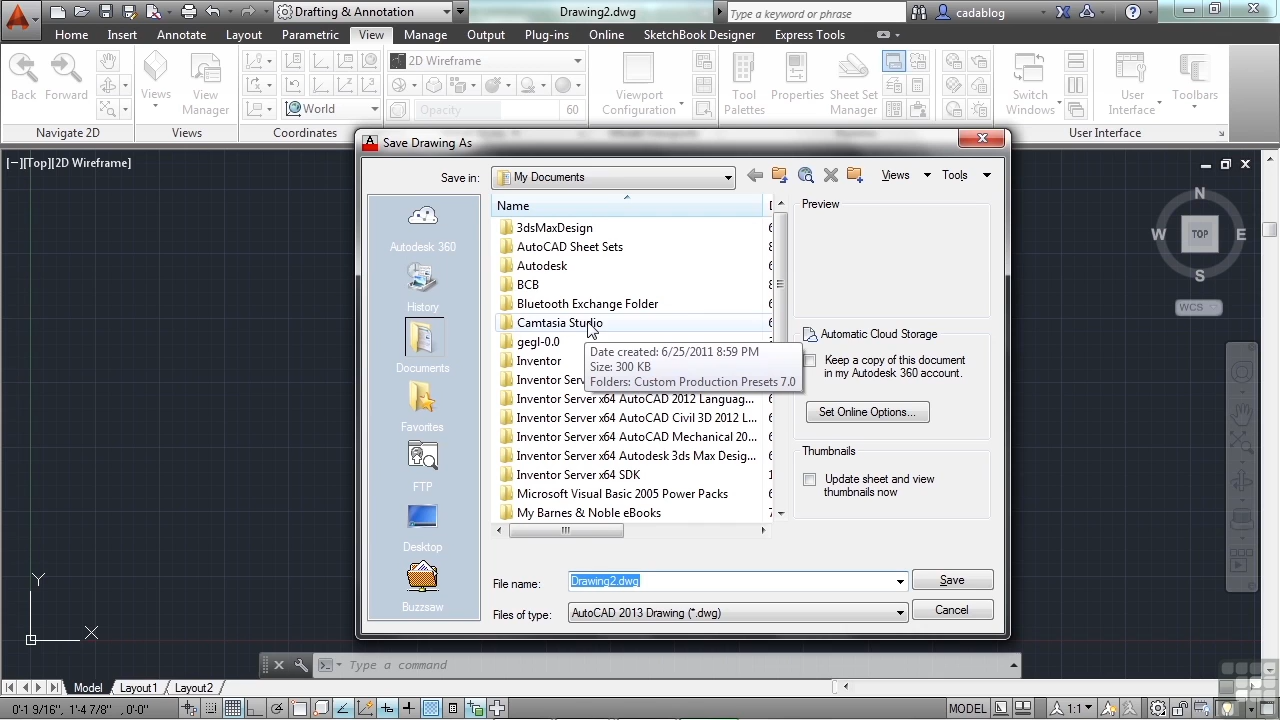 Drafting & Annotation
Drawing2.dwg
Type a keyword or phrase
cadablog
Home Insert Annotate Layout Parametric View Manage Output Plug-ins Online SketchBook Designer Express Tools
Back
Forward
Navigate 2D
Views
View
Manager
Views
World
Coordinates
2D Wireframe
Opacity 60
Viewport
Configuration
Tool
Palettes
Properties
Sheet Set
Manager
Switch
Windows
User
Interface
Toolbars
User Interface
[−][Top][2D Wireframe]
N
W TOP E
S
WCS
Save Drawing As
Save in: My Documents
Views Tools
Autodesk 360
History
Documents
Favorites
FTP
Desktop
Buzzsaw
Name
3dsMaxDesign
AutoCAD Sheet Sets
Autodesk
BCB
Bluetooth Exchange Folder
Camtasia Studio
gegl-0.0
Inventor
Inventor Serv
Inventor Server x64 AutoCAD 2012 Languag...
Inventor Server x64 AutoCAD Civil 3D 2012 L...
Inventor Server x64 AutoCAD Mechanical 20...
Inventor Server x64 Autodesk 3ds Max Desig...
Inventor Server x64 SDK
Microsoft Visual Basic 2005 Power Packs
My Barnes & Noble eBooks
Date created: 6/25/2011 8:59 PM
Size: 300 KB
Folders: Custom Production Presets 7.0
Preview
Automatic Cloud Storage
Keep a copy of this document
in my Autodesk 360 account.
Set Online Options...
Thumbnails
Update sheet and view
thumbnails now
File name: Drawing2.dwg
Save
Files of type: AutoCAD 2013 Drawing (*.dwg)
Cancel
Y
X
Type a command
Model Layout1 Layout2
0'-1 9/16", 1'-4 7/8" , 0'-0"
MODEL
1:1